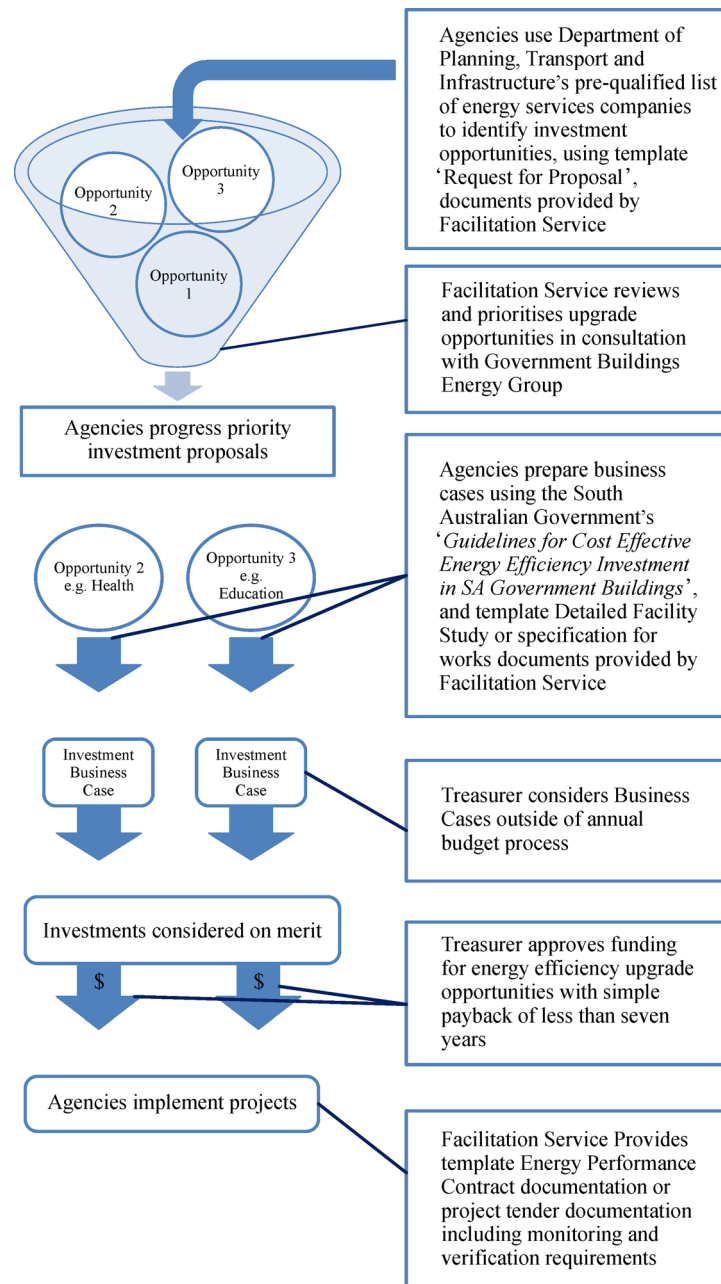 Agencies use Department of
Planning, Transport and
Infrastructure's pre-qualified list
of energy services companies
to identify investment
opportunities, using template
‘Request for Proposal’,
documents provided by
Facilitation Service
Opportunity
2
Opportunity
3
Opportunity
1
Facilitation Service reviews
and prioritises upgrade
opportunities in consultation
with Government Buildings
Energy Group
Agencies progress priority
investment proposals
Agencies prepare business
cases using the South
Australian Government's
‘Guidelines for Cost Effective
Energy Efficiency Investment
in SA Government Buildings’,
and template Detailed Facility
Study or specification for
works documents provided by
Facilitation Service
Opportunity 2
e.g. Health
Opportunity 3
e.g.
Education
Investment
Business
Case
Investment
Business
Case
Treasurer considers Business
Cases outside of annual
budget process
Investments considered on merit
$
$
Treasurer approves funding
for energy efficiency upgrade
opportunities with simple
payback of less than seven
years
Agencies implement projects
Facilitation Service Provides
template Energy Performance
Contract documentation or
project tender documentation
including monitoring and
verification requirements